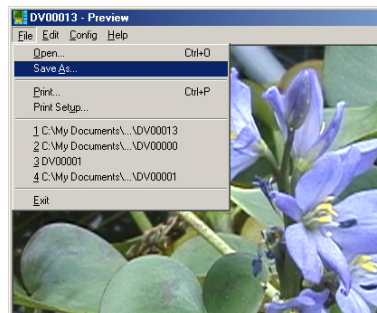 DV00013 - Preview
File Edit Config Help
Open... Ctrl+O
Save As...
Print... Ctrl+P
Print Setup...
1 C:\My Documents\...\DV00013
2 C:\My Documents\...\DV00000
3 DV00001
4 C:\My Documents\...\DV00001
Exit